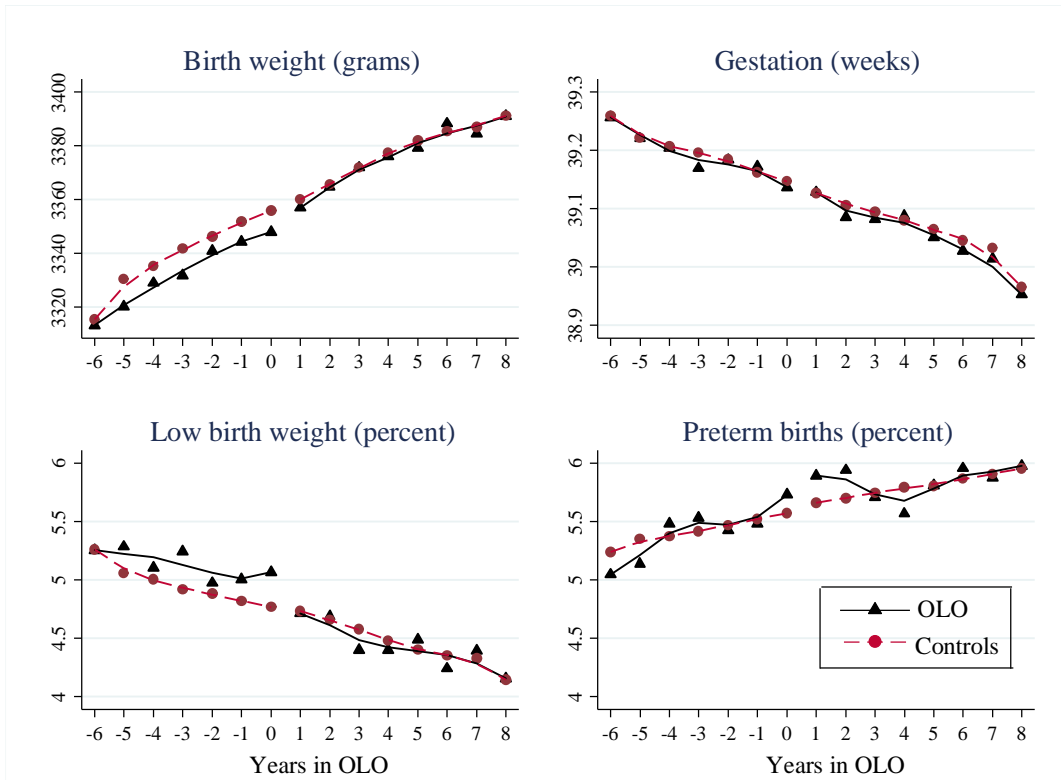 Birth weight (grams)
3400
3380
3360
3340
3320
-6 -5 -4 -3 -2 -1 0 1 2 3 4 5 6 7 8
Gestation (weeks)
39.3
39.2
39.1
39
38.9
-6 -5 -4 -3 -2 -1 0 1 2 3 4 5 6 7 8
Low birth weight (percent)
6
5.5
5
4.5
4
-6 -5 -4 -3 -2 -1 0 1 2 3 4 5 6 7 8
Years in OLO
Preterm births (percent)
6
5.5
5
4.5
4
OLO
Controls
-6 -5 -4 -3 -2 -1 0 1 2 3 4 5 6 7 8
Years in OLO